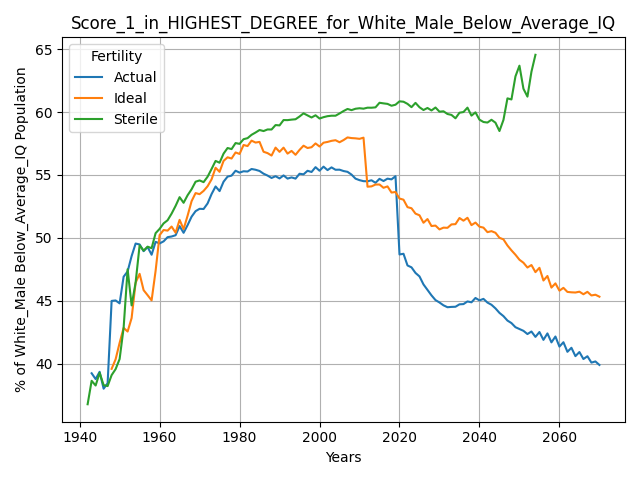 Score_1_in_HIGHEST_DEGREE_for_White_Male_Below_Average_IQ
% of White_Male Below_Average_IQ Population
65
60
55
50
45
40
Fertility
Actual
Ideal
Sterile
1940 1960 1980 2000 2020 2040 2060
Years